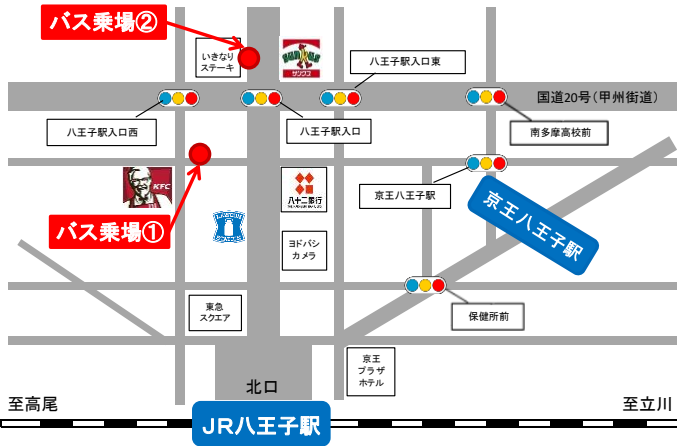 バス乗場②
いきなり
ステーキ
サンクス
八王子駅入口東
国道20号(甲州街道)
八王子駅入口西
八王子駅入口
南多摩高校前
KFC
八十二銀行
京王八王子駅
京王八王子駅
バス乗場①
ヨドバシ
カメラ
東急
スクエア
保健所前
京王
プラザ
ホテル
北口
至高尾
至立川
JR八王子駅